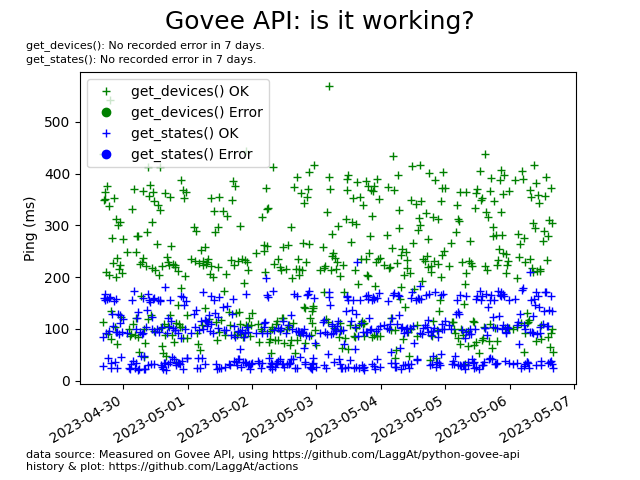 Govee API: is it working?
get_devices(): No recorded error in 7 days.
get_states(): No recorded error in 7 days.
get_devices() OK
get_devices() Error
get_states() OK
get_states() Error
Ping (ms)
500
400
300
200
100
0
2023-04-30
2023-05-01
2023-05-02
2023-05-03
2023-05-04
2023-05-05
2023-05-06
2023-05-07
data source: Measured on Govee API, using https://github.com/LaggAt/python-govee-api
history & plot: https://github.com/LaggAt/actions